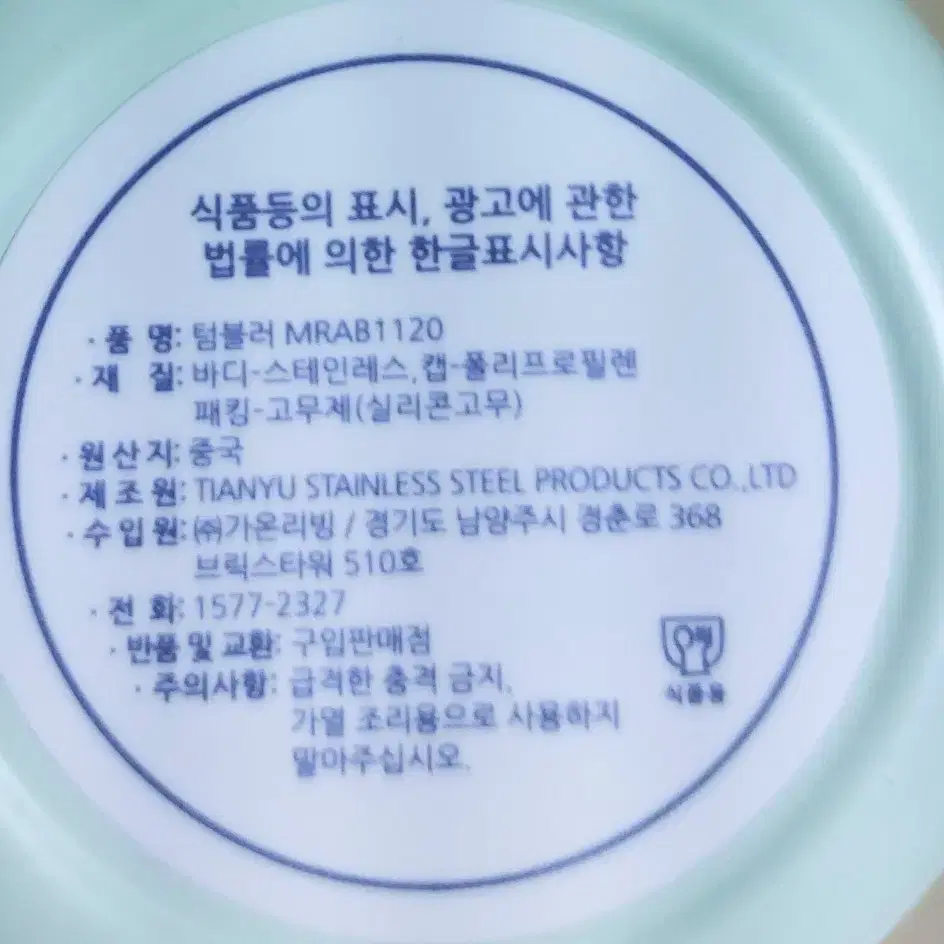 식품등의 표시, 광고에 관한
법률에 의한 한글표시사항
· 품 명: 텀블러 MRAB1120
· 재 질: 바디-스테인레스, 캡-폴리프로필렌
패킹-고무제(실리콘고무)
· 원산지: 중국
· 제조원: TIANYU STAINLESS STEEL PRODUCTS CO.,LTD
· 수입원: ㈜가온리빙 / 경기도 남양주시 경춘로 368
브릭스타워 510호
· 전 화: 1577-2327
· 반품 및 교환: 구입판매점
· 주의사항: 급격한 충격 금지,
가열 조리용으로 사용하지
말아주십시오.
식품용